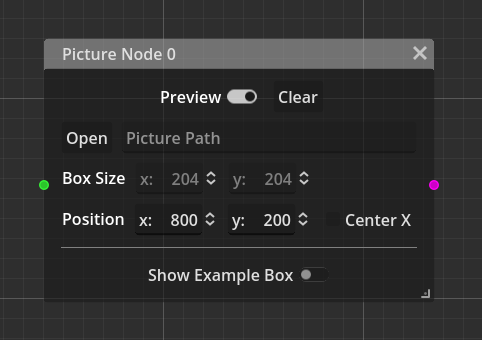 Picture Node 0
Preview Clear
Open Picture Path
Box Size x: 204 y: 204
Position x: 800 y: 200 Center X
Show Example Box